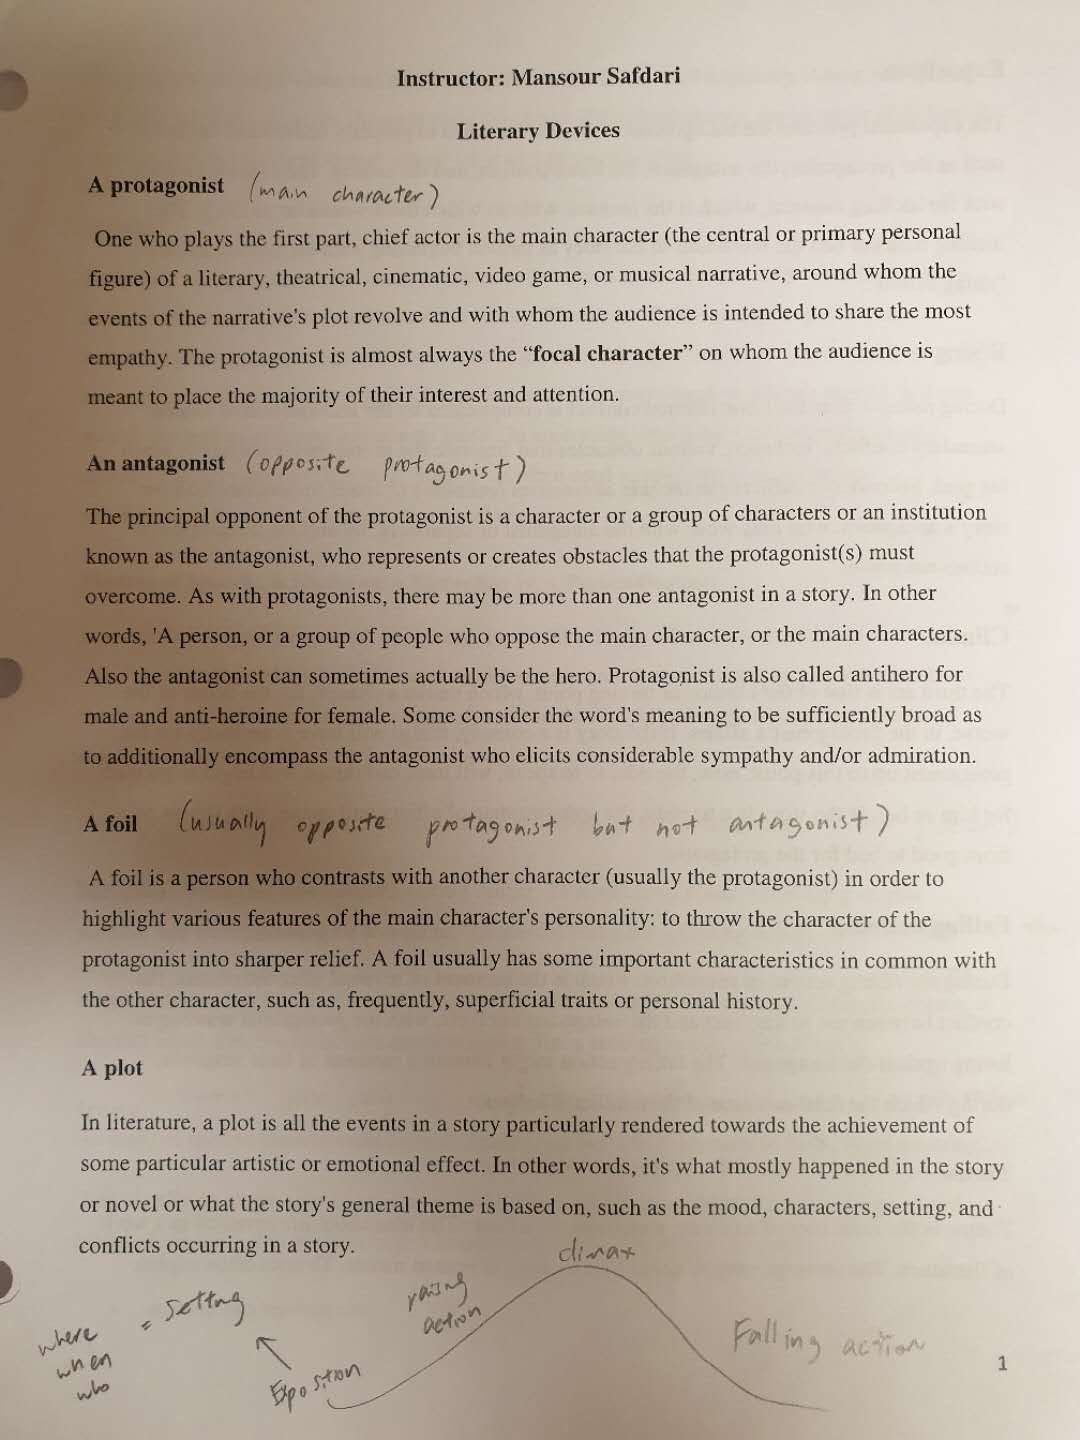 Instructor: Mansour Safdari
Literary Devices
A protagonist (main character)
One who plays the first part, chief actor is the main character (the central or primary personal
figure) of a literary, theatrical, cinematic, video game, or musical narrative, around whom the
events of the narrative's plot revolve and with whom the audience is intended to share the most
empathy. The protagonist is almost always the “focal character” on whom the audience is
meant to place the majority of their interest and attention.
An antagonist (opposite protagonist)
The principal opponent of the protagonist is a character or a group of characters or an institution
known as the antagonist, who represents or creates obstacles that the protagonist(s) must
overcome. As with protagonists, there may be more than one antagonist in a story. In other
words, 'A person, or a group of people who oppose the main character, or the main characters.
Also the antagonist can sometimes actually be the hero. Protagonist is also called antihero for
male and anti-heroine for female. Some consider the word's meaning to be sufficiently broad as
to additionally encompass the antagonist who elicits considerable sympathy and/or admiration.
A foil (usually opposite protagonist but not antagonist)
A foil is a person who contrasts with another character (usually the protagonist) in order to
highlight various features of the main character's personality: to throw the character of the
protagonist into sharper relief. A foil usually has some important characteristics in common with
the other character, such as, frequently, superficial traits or personal history.
A plot
In literature, a plot is all the events in a story particularly rendered towards the achievement of
some particular artistic or emotional effect. In other words, it's what mostly happened in the story
or novel or what the story's general theme is based on, such as the mood, characters, setting, and
conflicts occurring in a story.
climax
raising
action
Falling action
where
when
who
= setting
Exposition
1